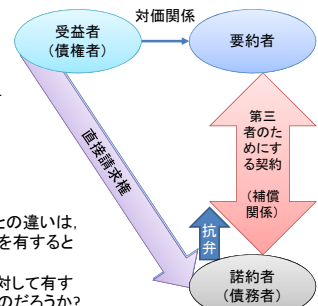 対価関係
受益者
(債権者)
要約者
第三
者のた
めにす
る契約
(補償
関係)
直接請求権
抗弁
との違いは,
を有すると
対して有す
のだろうか?
諾約者
(債務者)